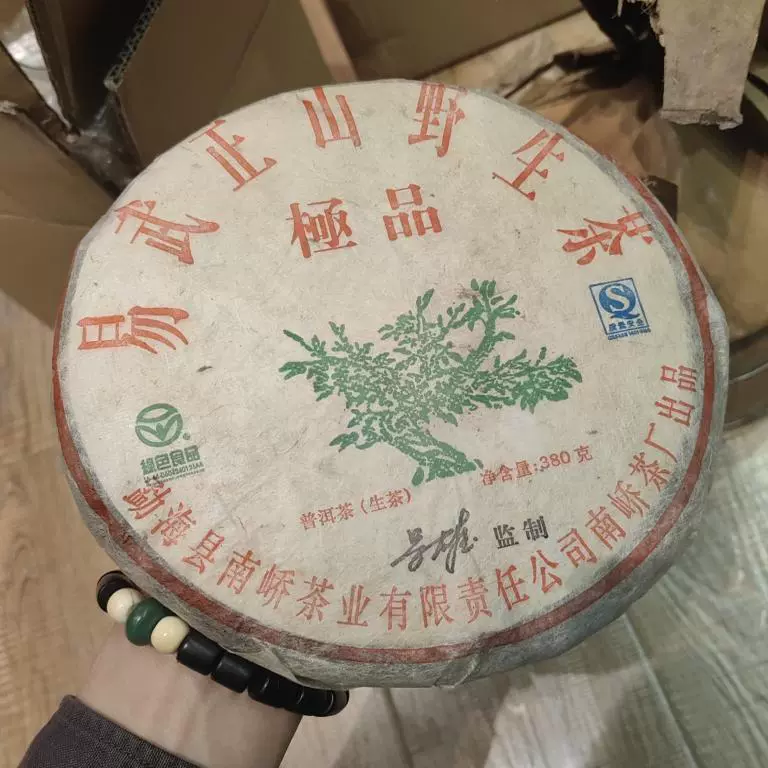 易武正山野生茶
極品
S
质量安全
綠色食品
普洱茶（生茶）
净含量:380克
监制
勐海县南峤茶业有限责任公司南峤茶厂出品